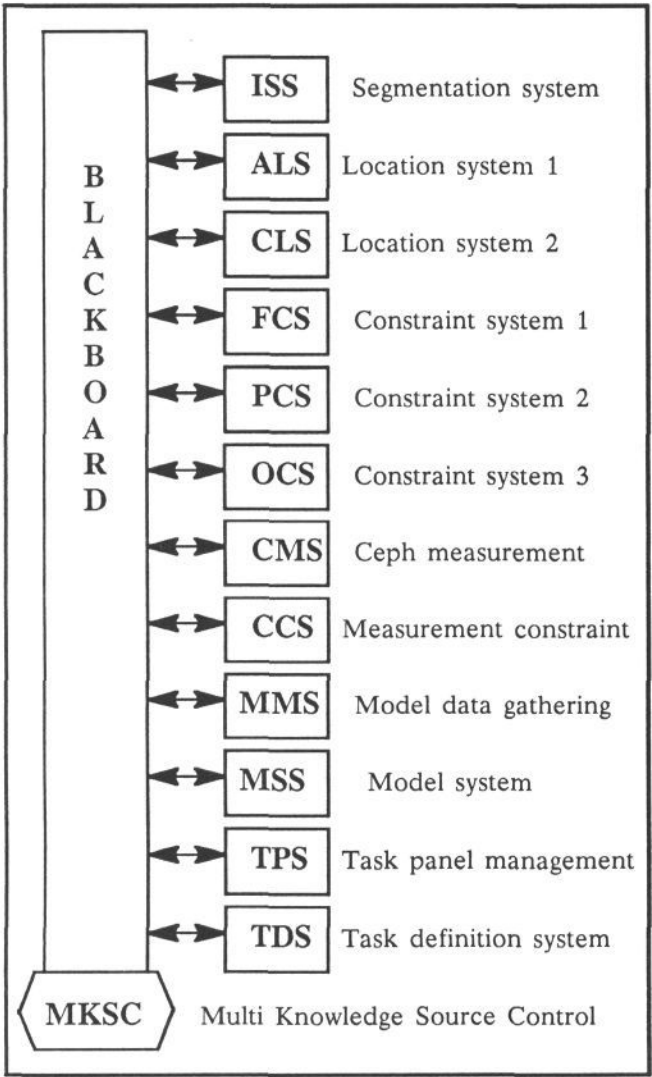 BLACKBOARD
ISS Segmentation system
ALS Location system 1
CLS Location system 2
FCS Constraint system 1
PCS Constraint system 2
OCS Constraint system 3
CMS Ceph measurement
CCS Measurement constraint
MMS Model data gathering
MSS Model system
TPS Task panel management
TDS Task definition system
MKSC Multi Knowledge Source Control